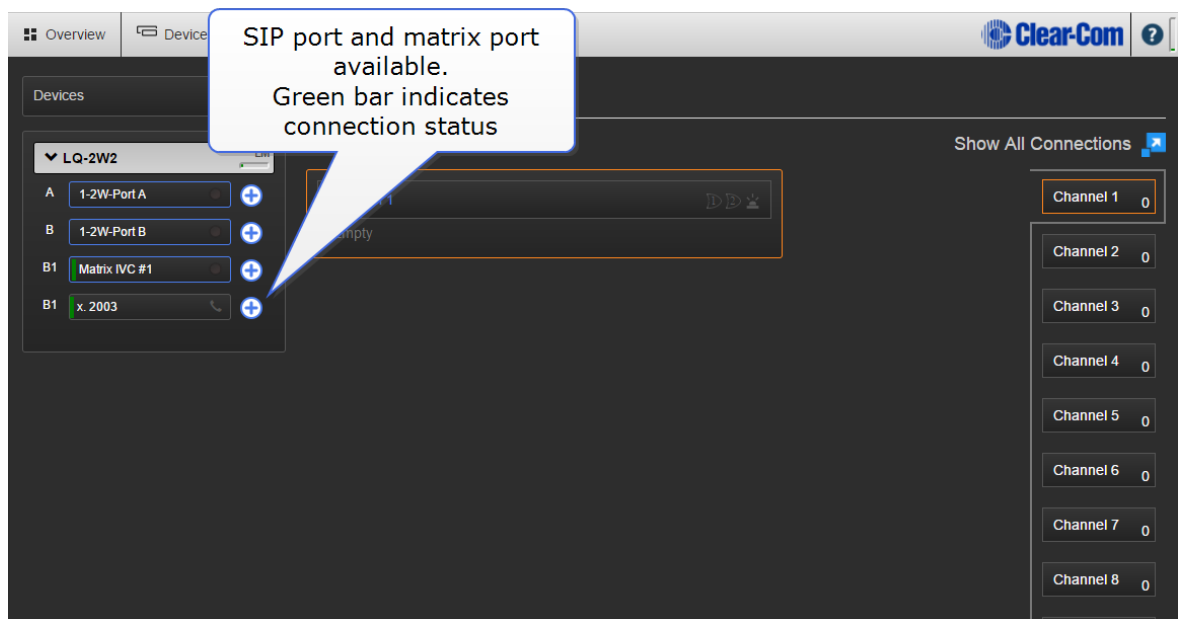 Overview
Device
SIP port and matrix port
available.
Green bar indicates
connection status
Clear-Com
?
Devices
Show All Connections
LQ-2W2
A 1-2W-Port A
B 1-2W-Port B
B1 Matrix IVC #1
B1 x. 2003
Channel 1 0
Channel 2 0
Channel 3 0
Channel 4 0
Channel 5 0
Channel 6 0
Channel 7 0
Channel 8 0